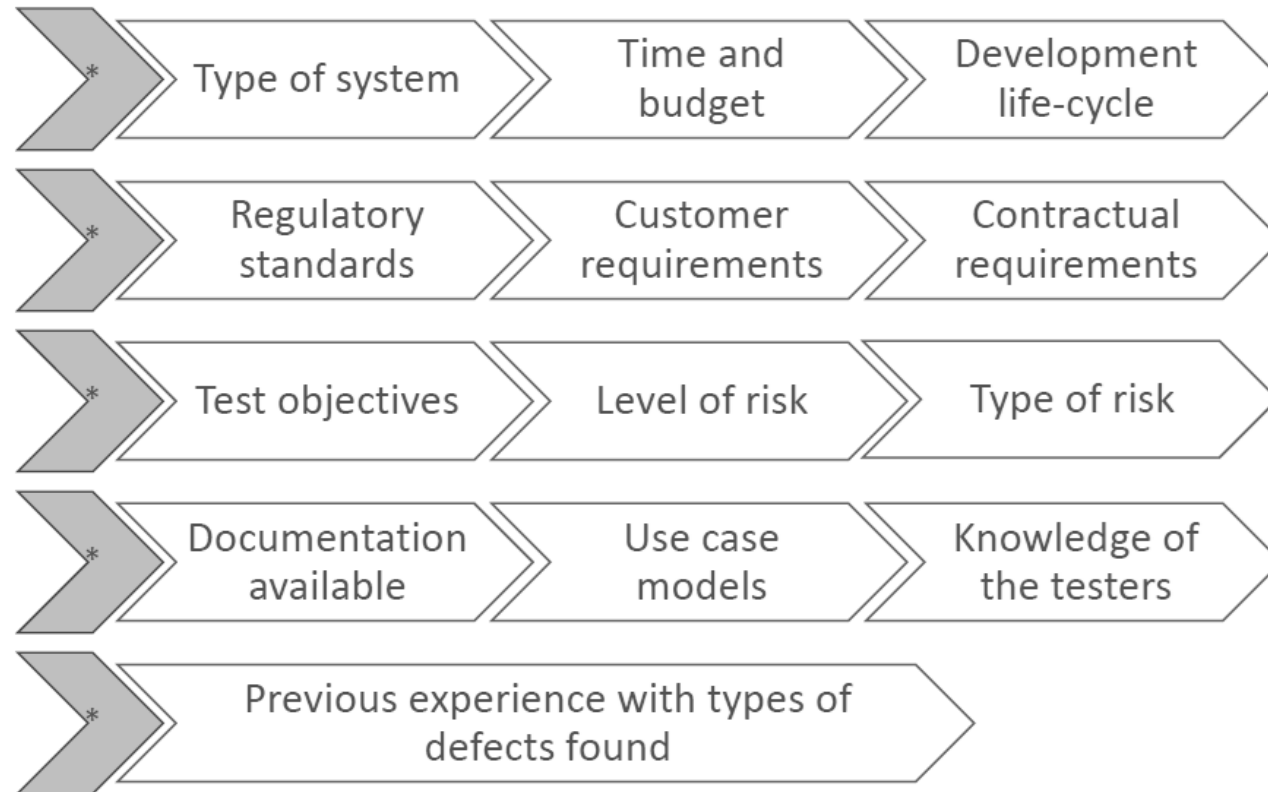 *
Type of system
Time and
budget
Development
life-cycle
*
Regulatory
standards
Customer
requirements
Contractual
requirements
*
Test objectives
Level of risk
Type of risk
*
Documentation
available
Use case
models
Knowledge of
the testers
*
Previous experience with types of
defects found